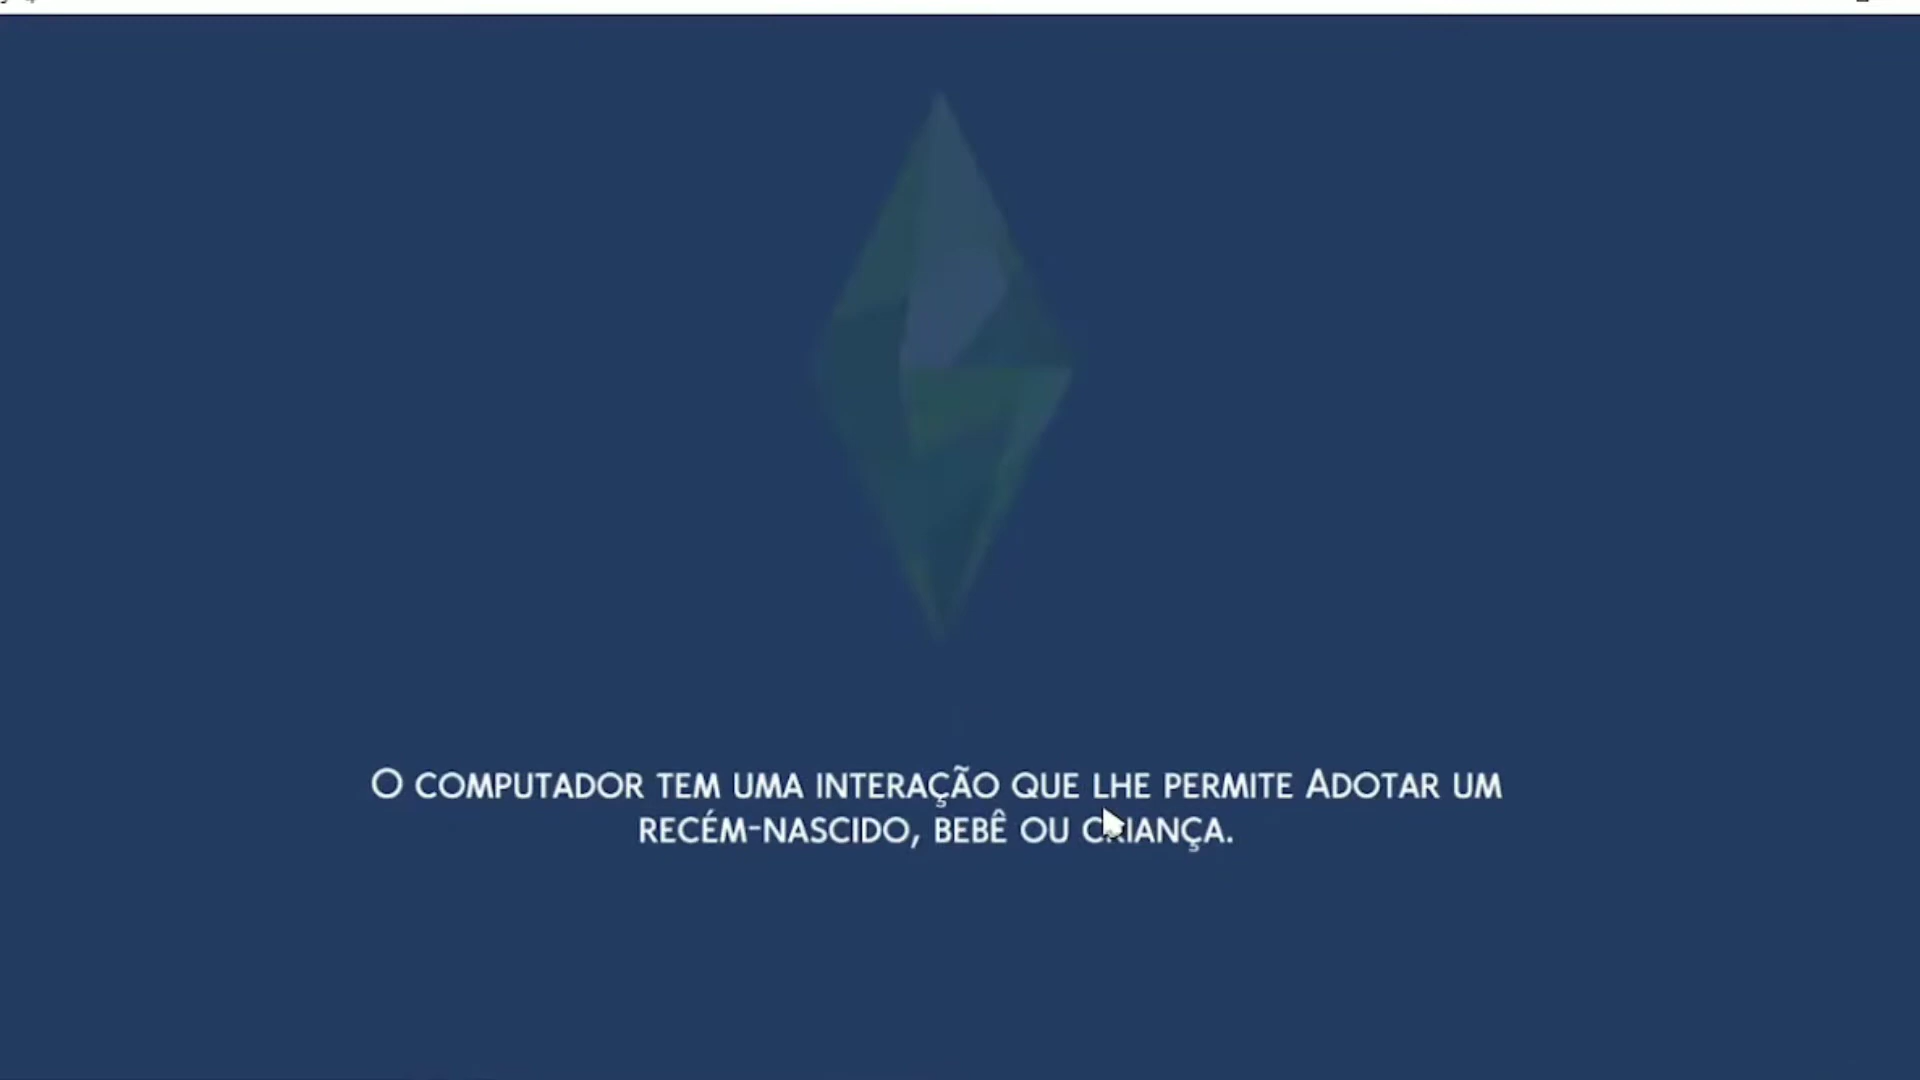 O COMPUTADOR TEM UMA INTERAÇÃO QUE LHE PERMITE ADOTAR UM
RECÉM-NASCIDO, BEBÊ OU CRIANÇA.